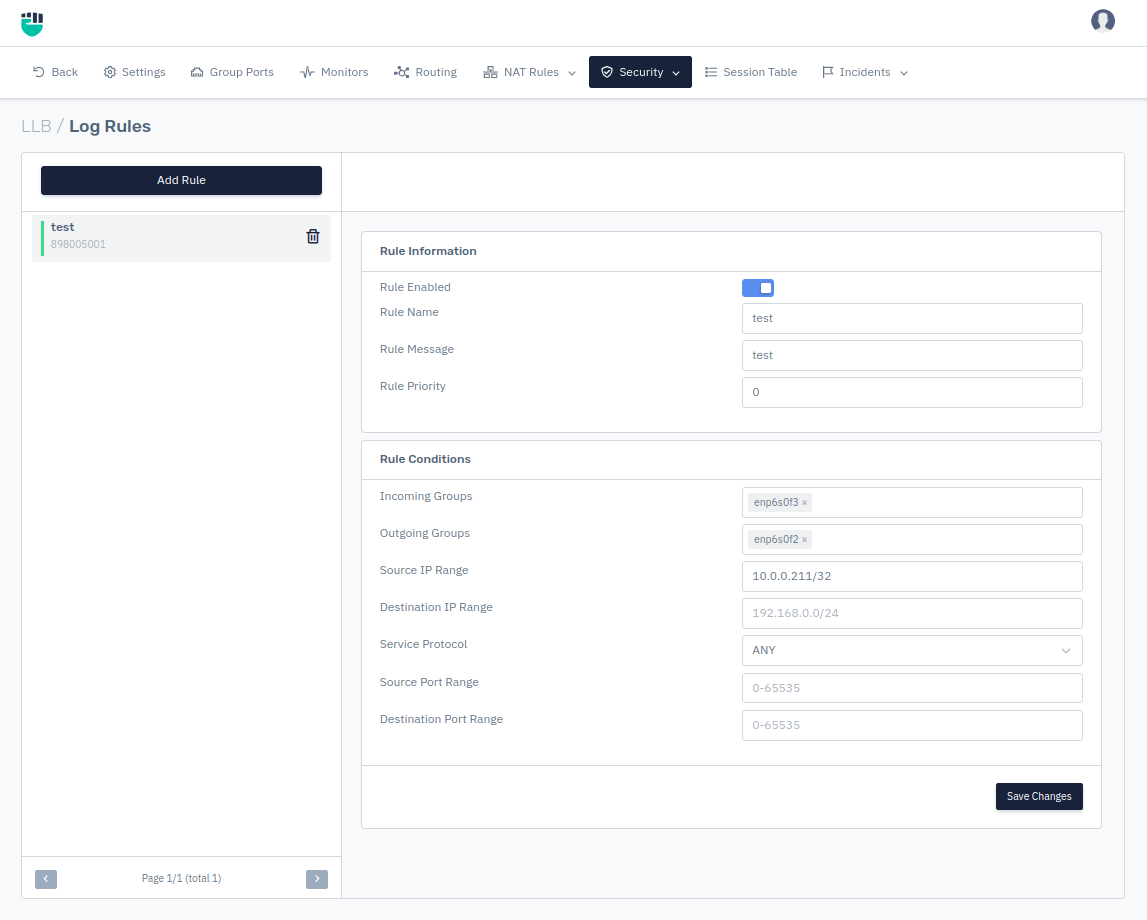 Back Settings Group Ports Monitors Routing NAT Rules Security Session Table Incidents
LLB / Log Rules
Add Rule
test
898005001
Rule Information
Rule Enabled
Rule Name test
Rule Message test
Rule Priority 0
Rule Conditions
Incoming Groups enp6s0f3 ×
Outgoing Groups enp6s0f2 ×
Source IP Range 10.0.0.211/32
Destination IP Range 192.168.0.0/24
Service Protocol ANY
Source Port Range 0-65535
Destination Port Range 0-65535
Save Changes
Page 1/1 (total 1)